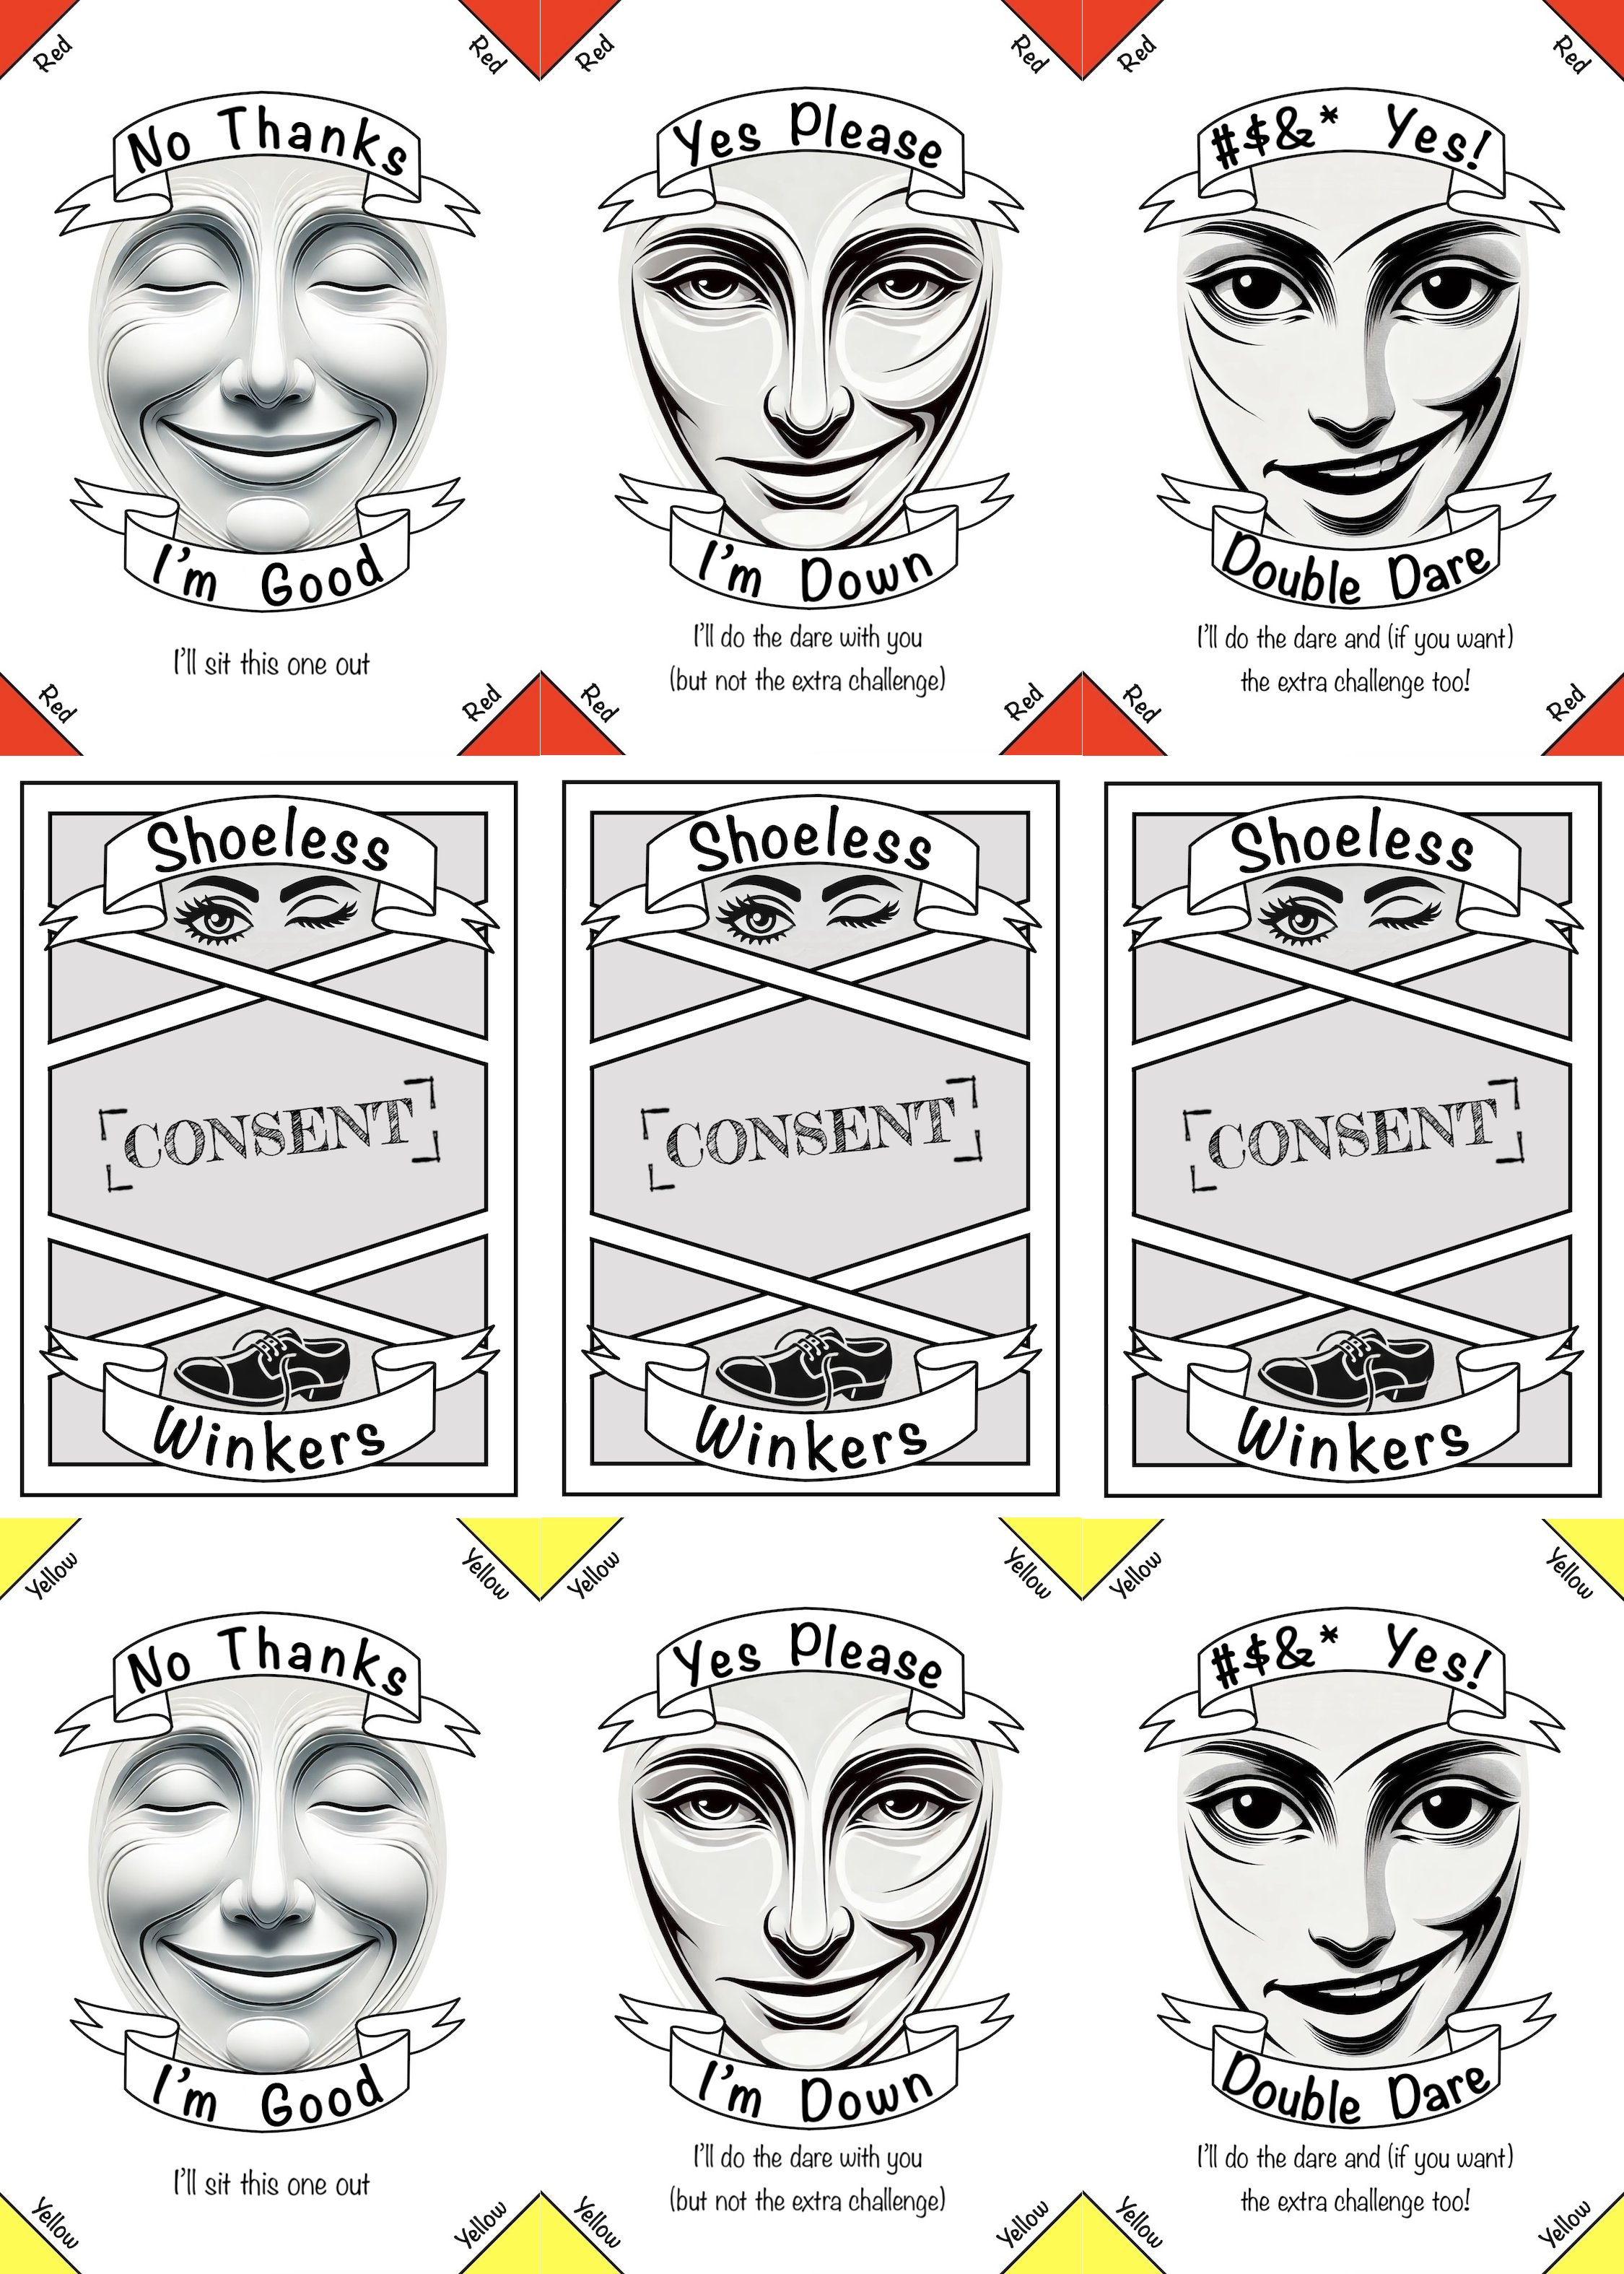 Red Red
No Thanks
I'm Good
I'll sit this one out
Red Red
Red Red
Yes Please
I'm Down
I'll do the dare with you
(but not the extra challenge)
Red Red
Red Red
#$&* Yes!
Double Dare
I'll do the dare and (if you want)
the extra challenge too!
Red Red
Shoeless
CONSENT
Winkers
Shoeless
CONSENT
Winkers
Shoeless
CONSENT
Winkers
Yellow Yellow
No Thanks
I'm Good
I'll sit this one out
Yellow Yellow
Yellow Yellow
Yes Please
I'm Down
I'll do the dare with you
(but not the extra challenge)
Yellow Yellow
Yellow Yellow
#$&* Yes!
Double Dare
I'll do the dare and (if you want)
the extra challenge too!
Yellow Yellow